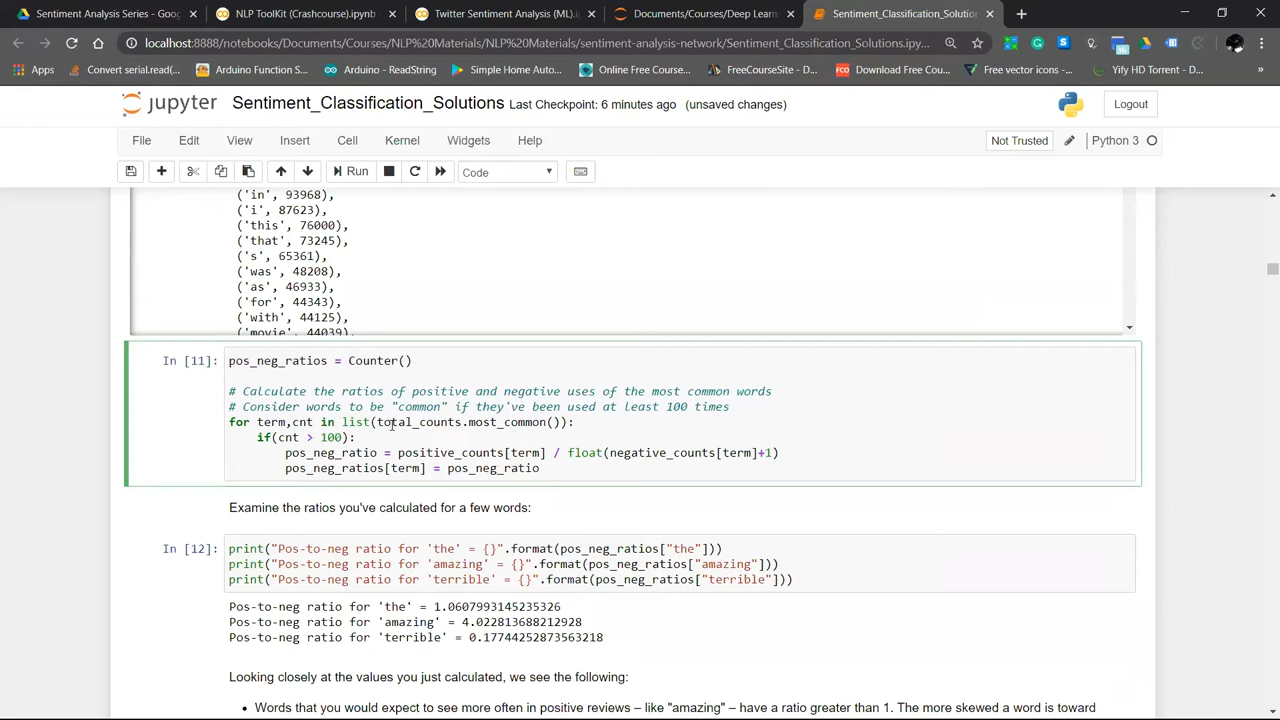 Sentiment Analysis Series - Goog
NLP ToolKit (Crashcourse).ipynb
Twitter Sentiment Analysis (ML).i
Documents/Courses/Deep Learn
Sentiment_Classification_Solution
localhost:8888/notebooks/Documents/Courses/NLP%20Materials/NLP%20Materials/sentiment-analysis-network/Sentiment_Classification_Solutions.ipy...
Apps
Convert serial.read(...
Arduino Function S...
Arduino - ReadString
Simple Home Auto...
Online Free Course...
FreeCourseSite - D...
FCO
Download Free Cou...
Free vector icons -...
Yify HD Torrent - D...
»
jupyter
Sentiment_Classification_Solutions Last Checkpoint: 6 minutes ago (unsaved changes)
Logout
File Edit View Insert Cell Kernel Widgets Help
Not Trusted
Python 3
Run
Code
('in', 93968),
('i', 87623),
('this', 76000),
('that', 73245),
('s', 65361),
('was', 48208),
('as', 46933),
('for', 44343),
('with', 44125),
('movie', 44039),
In [11]: pos_neg_ratios = Counter()
# Calculate the ratios of positive and negative uses of the most common words
# Consider words to be "common" if they've been used at least 100 times
for term,cnt in list(total_counts.most_common()):
if(cnt > 100):
pos_neg_ratio = positive_counts[term] / float(negative_counts[term]+1)
pos_neg_ratios[term] = pos_neg_ratio
Examine the ratios you've calculated for a few words:
In [12]: print("Pos-to-neg ratio for 'the' = {}".format(pos_neg_ratios["the"]))
print("Pos-to-neg ratio for 'amazing' = {}".format(pos_neg_ratios["amazing"]))
print("Pos-to-neg ratio for 'terrible' = {}".format(pos_neg_ratios["terrible"]))
Pos-to-neg ratio for 'the' = 1.0607993145235326
Pos-to-neg ratio for 'amazing' = 4.022813688212928
Pos-to-neg ratio for 'terrible' = 0.17744252873563218
Looking closely at the values you just calculated, we see the following:
• Words that you would expect to see more often in positive reviews – like "amazing" – have a ratio greater than 1. The more skewed a word is toward